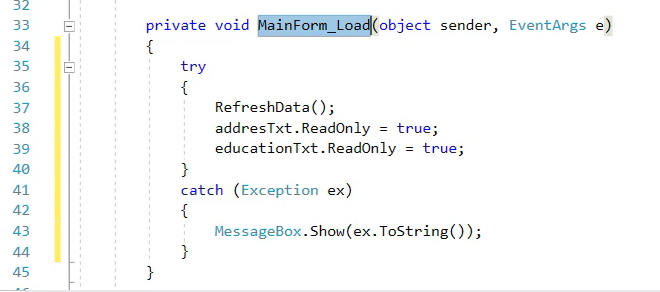 32
33 private void MainForm_Load(object sender, EventArgs e)
34 {
35 try
36 {
37 RefreshData();
38 addresTxt.ReadOnly = true;
39 educationTxt.ReadOnly = true;
40 }
41 catch (Exception ex)
42 {
43 MessageBox.Show(ex.ToString());
44 }
45 }